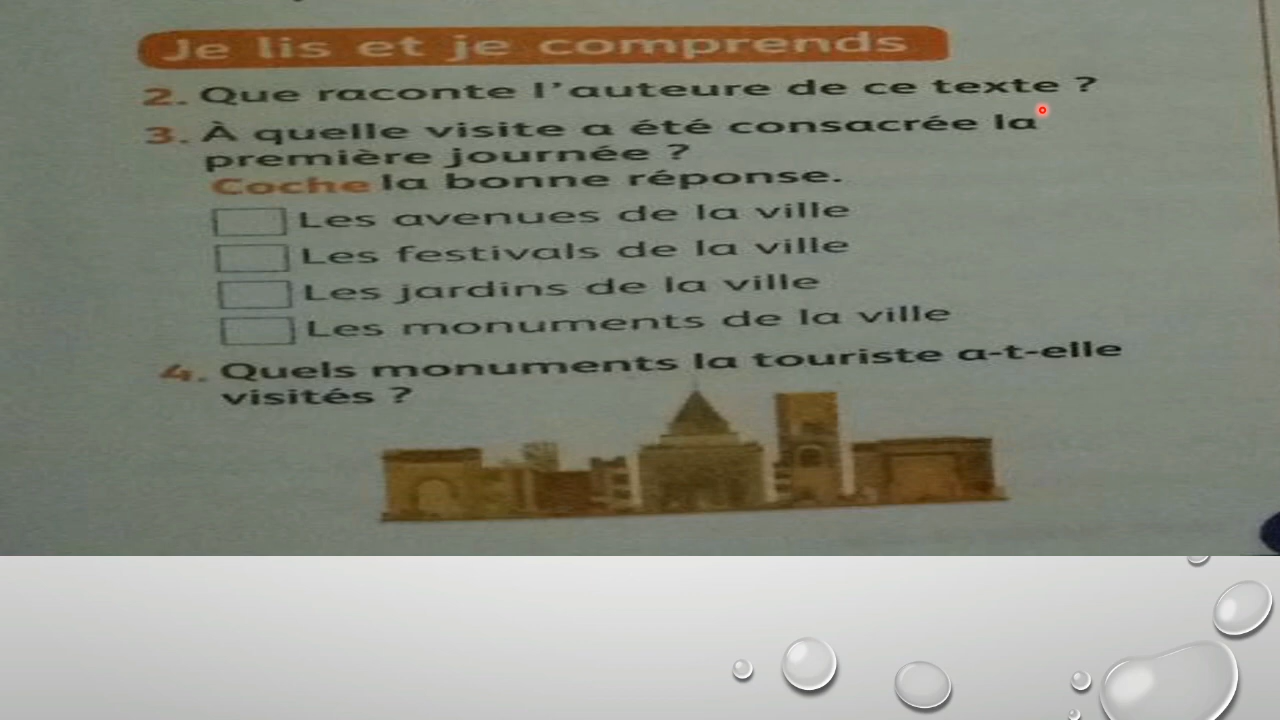 Je lis et je comprends
2. Que raconte l'auteure de ce texte ?
3. À quelle visite a été consacrée la
première journée ?
Coche la bonne réponse.
Les avenues de la ville
Les festivals de la ville
Les jardins de la ville
Les monuments de la ville
4. Quels monuments la touriste a-t-elle
visités ?